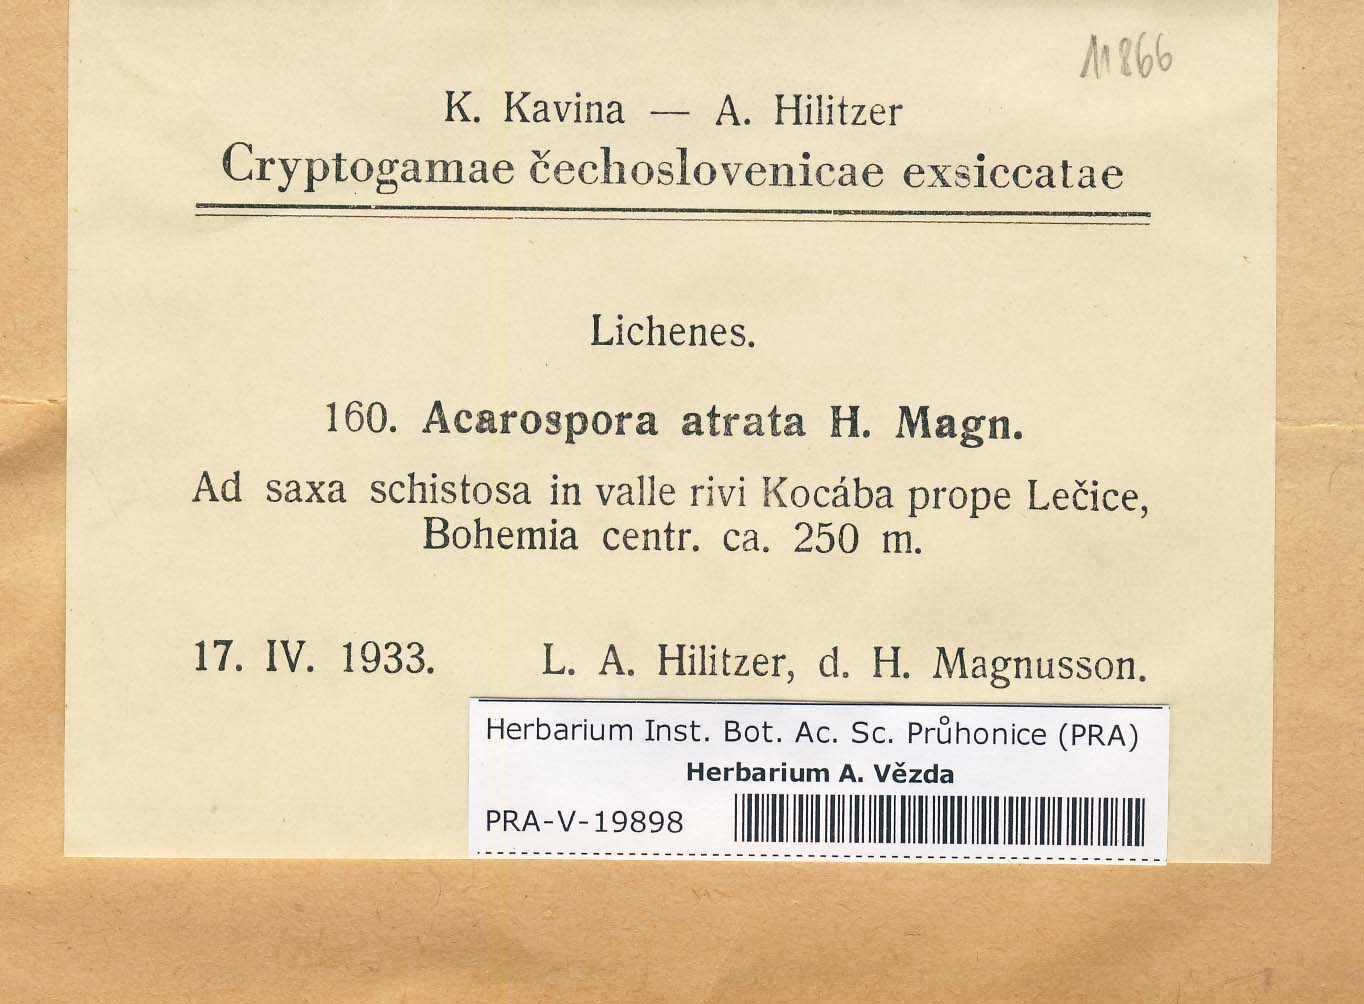 11866
K. Kavina — A. Hilitzer
Cryptogamae čechoslovenicae exsiccatae
Lichenes.
160. Acarospora atrata H. Magn.
Ad saxa schistosa in valle rivi Kocába prope Lečice,
Bohemia centr. ca. 250 m.
17. IV. 1933. L. A. Hilitzer, d. H. Magnusson.
Herbarium Inst. Bot. Ac. Sc. Průhonice (PRA)
Herbarium A. Vězda
PRA-V-19898